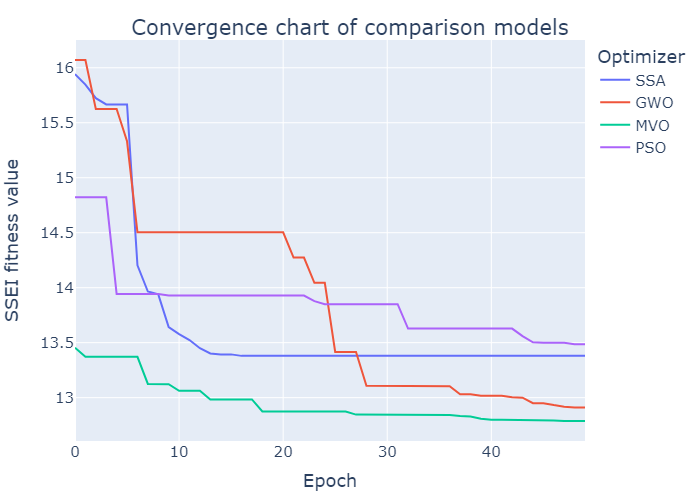 Convergence chart of comparison models
SSEI fitness value
16
15.5
15
14.5
14
13.5
13
0
10
20
30
40
Epoch
Optimizer
SSA
GWO
MVO
PSO